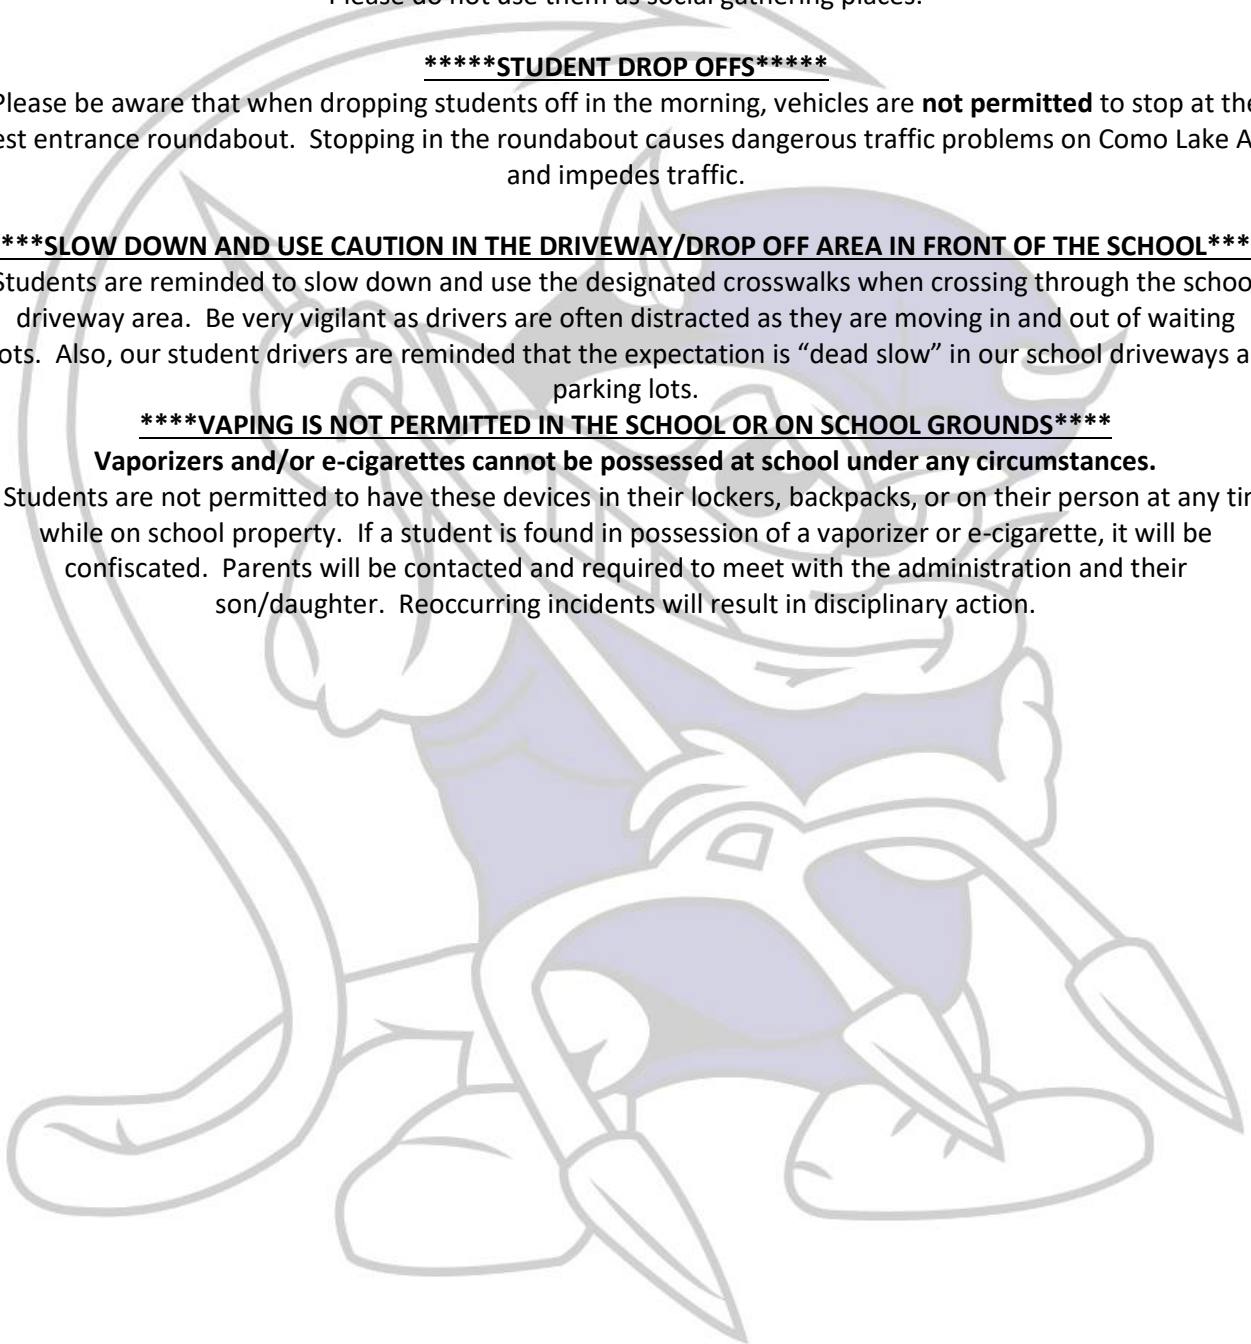 Please do not use them as social gathering places.
*****STUDENT DROP OFFS*****
Please be aware that when dropping students off in the morning, vehicles are not permitted to stop at the
est entrance roundabout. Stopping in the roundabout causes dangerous traffic problems on Como Lake A
and impedes traffic.
***SLOW DOWN AND USE CAUTION IN THE DRIVEWAY/DROP OFF AREA IN FRONT OF THE SCHOOL***
Students are reminded to slow down and use the designated crosswalks when crossing through the schoo
driveway area. Be very vigilant as drivers are often distracted as they are moving in and out of waiting
ots. Also, our student drivers are reminded that the expectation is “dead slow” in our school driveways a
parking lots.
****VAPING IS NOT PERMITTED IN THE SCHOOL OR ON SCHOOL GROUNDS****
Vaporizers and/or e-cigarettes cannot be possessed at school under any circumstances.
Students are not permitted to have these devices in their lockers, backpacks, or on their person at any ti
while on school property. If a student is found in possession of a vaporizer or e-cigarette, it will be
confiscated. Parents will be contacted and required to meet with the administration and their
son/daughter. Reoccurring incidents will result in disciplinary action.